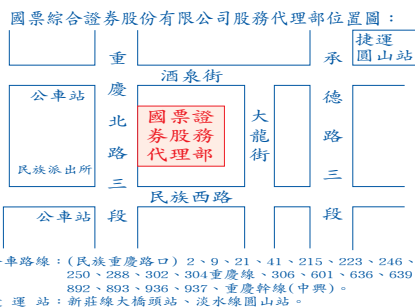 國票綜合證券股份有限公司股務代理部位置圖：
捷運
圓山站
重慶北路三段
承德路三段
酒泉街
公車站
國票證
券股務
代理部
大龍街
民族派出所
民族西路
公車站
車路線：(民族重慶路口) 2、9、21、41、215、223、246、
250、288、302、304重慶線、306、601、636、639
892、893、936、937、重慶幹線(中興)。
運 站：新莊線大橋頭站、淡水線圓山站。